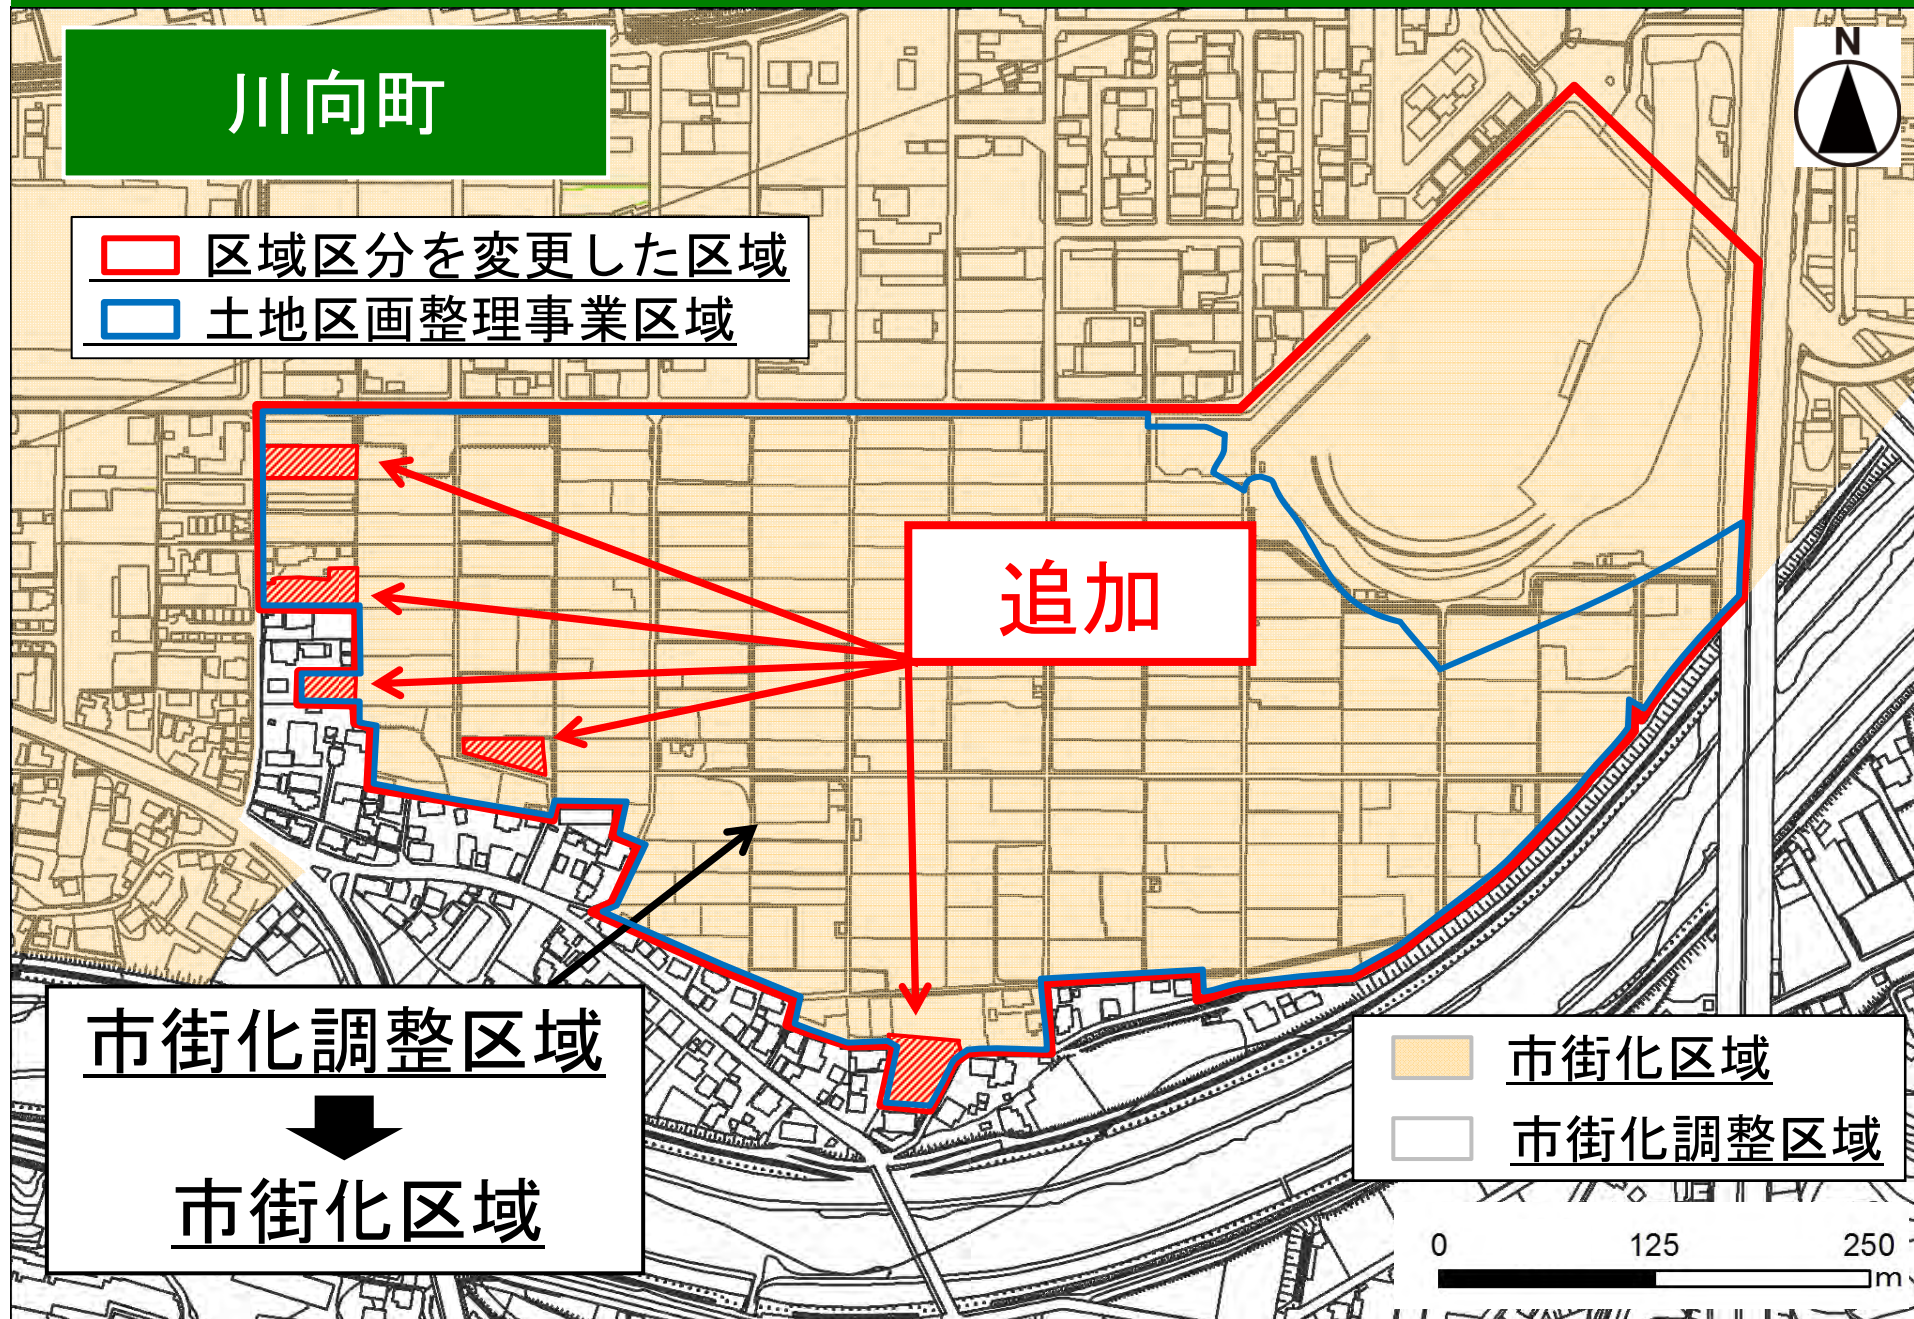 川向町
N
区域区分を変更した区域
土地区画整理事業区域
追加
市街化調整区域
市街化区域
市街化区域
市街化調整区域
0 125 250
m